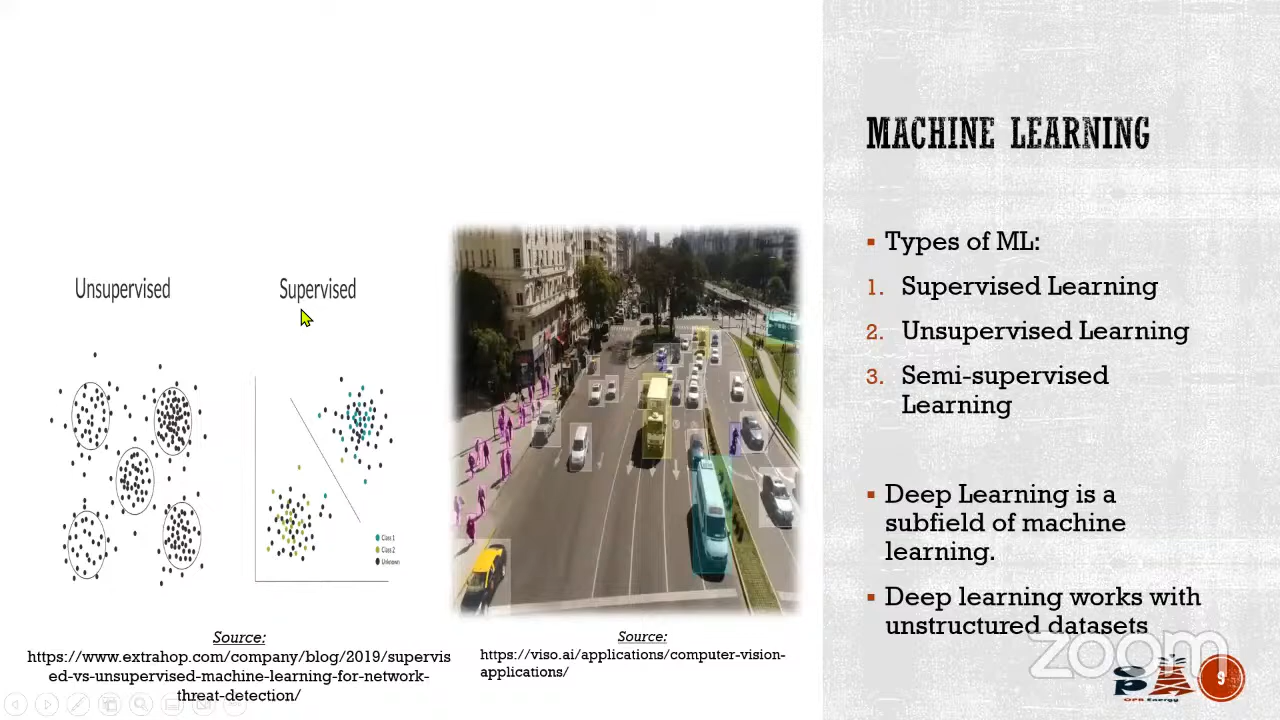 MACHINE LEARNING
Types of ML:
1. Supervised Learning
2. Unsupervised Learning
3. Semi-supervised
Learning
Deep Learning is a
subfield of machine
learning.
Deep learning works with
unstructured datasets
Unsupervised
Supervised
Class 1
Class 2
Unknown
Source:
https://www.extrahop.com/company/blog/2019/supervis
ed-vs-unsupervised-machine-learning-for-network-
threat-detection/
Source:
https://viso.ai/applications/computer-vision-
applications/
zoom
OPR Energy
9